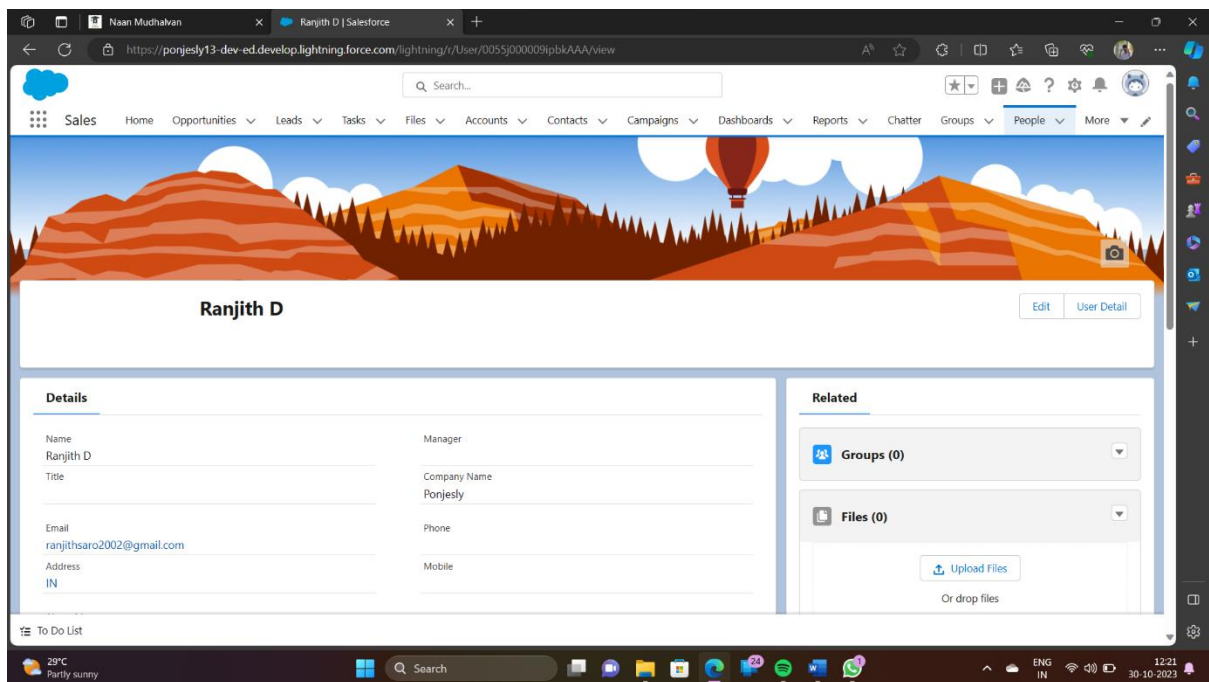 Naan Mudhalvan
Ranjith D | Salesforce
https://ponjesly13-dev-ed.develop.lightning.force.com/lightning/r/User/0055j000009ipbkAAA/view
Search...
Sales Home Opportunities Leads Tasks Files Accounts Contacts Campaigns Dashboards Reports Chatter Groups People More
Ranjith D
Edit User Detail
Details
Name
Ranjith D
Manager
Title
Company Name
Ponjesly
Email
ranjithsaro2002@gmail.com
Phone
Address
IN
Mobile
Related
Groups (0)
Files (0)
Upload Files
Or drop files
To Do List
29°C
Partly sunny
Search
24
1
ENG
IN
12:21
30-10-2023